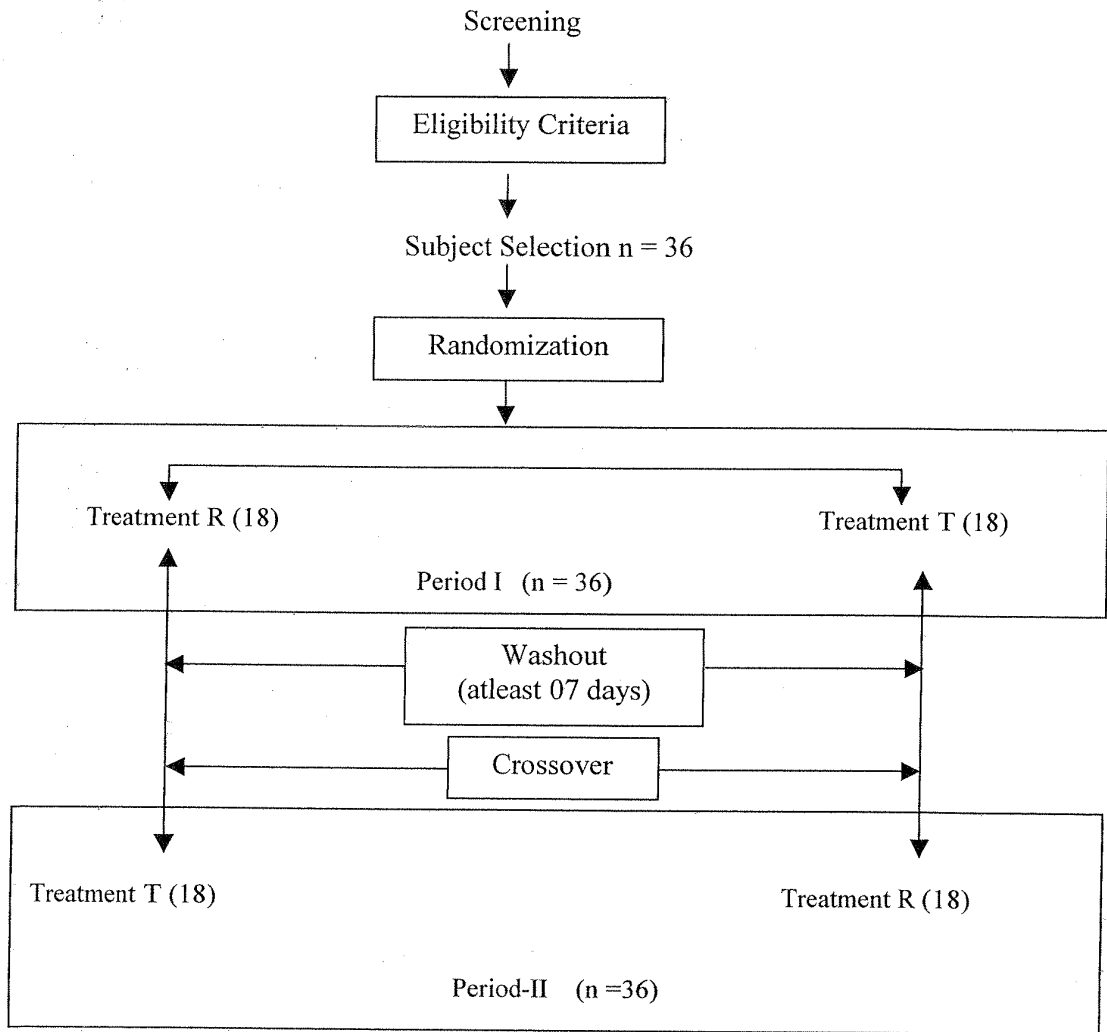 Screening
Eligibility Criteria
Subject Selection n = 36
Randomization
Treatment R (18)
Treatment T (18)
Period I (n = 36)
Washout
(atleast 07 days)
Crossover
Treatment T (18)
Treatment R (18)
Period-II (n =36)